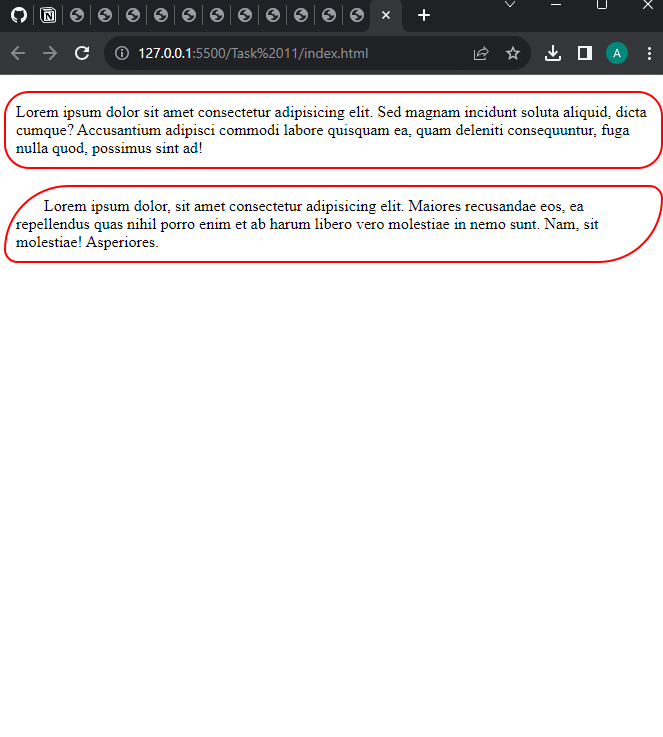 N
127.0.0.1:5500/Task%2011/index.html
A
Lorem ipsum dolor sit amet consectetur adipisicing elit. Sed magnam incidunt soluta aliquid, dicta
cumque? Accusantium adipisci commodi labore quisquam ea, quam deleniti consequuntur, fuga
nulla quod, possimus sint ad!
Lorem ipsum dolor, sit amet consectetur adipisicing elit. Maiores recusandae eos, ea
repellendus quas nihil porro enim et ab harum libero vero molestiae in nemo sunt. Nam, sit
molestiae! Asperiores.